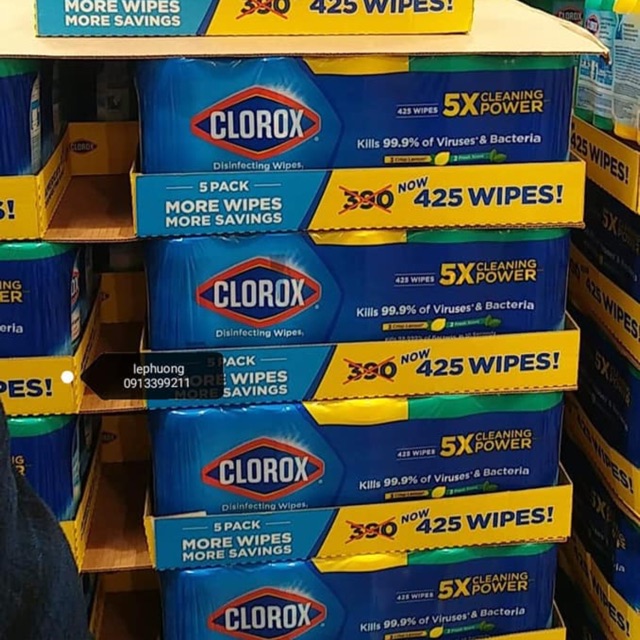 MORE WIPES
MORE SAVINGS
390 425 WIPES!
CLOROX
Disinfecting Wipes.
425 WIPES 5X CLEANING POWER
Kills 99.9% of Viruses* & Bacteria
5 PACK
MORE WIPES
MORE SAVINGS
390 NOW 425 WIPES!
CLOROX
Disinfecting Wipes.
425 WIPES 5X CLEANING POWER
Kills 99.9% of Viruses* & Bacteria
5 PACK
MORE WIPES
MORE SAVINGS
390 NOW 425 WIPES!
lephuong
0913399211
CLOROX
Disinfecting Wipes.
425 WIPES 5X CLEANING POWER
Kills 99.9% of Viruses* & Bacteria
5 PACK
MORE WIPES
MORE SAVINGS
390 NOW 425 WIPES!
CLOROX
425 WIPES 5X CLEANING POWER
Kills 99.9% of Viruses* & Bacteria
425 WIPES!